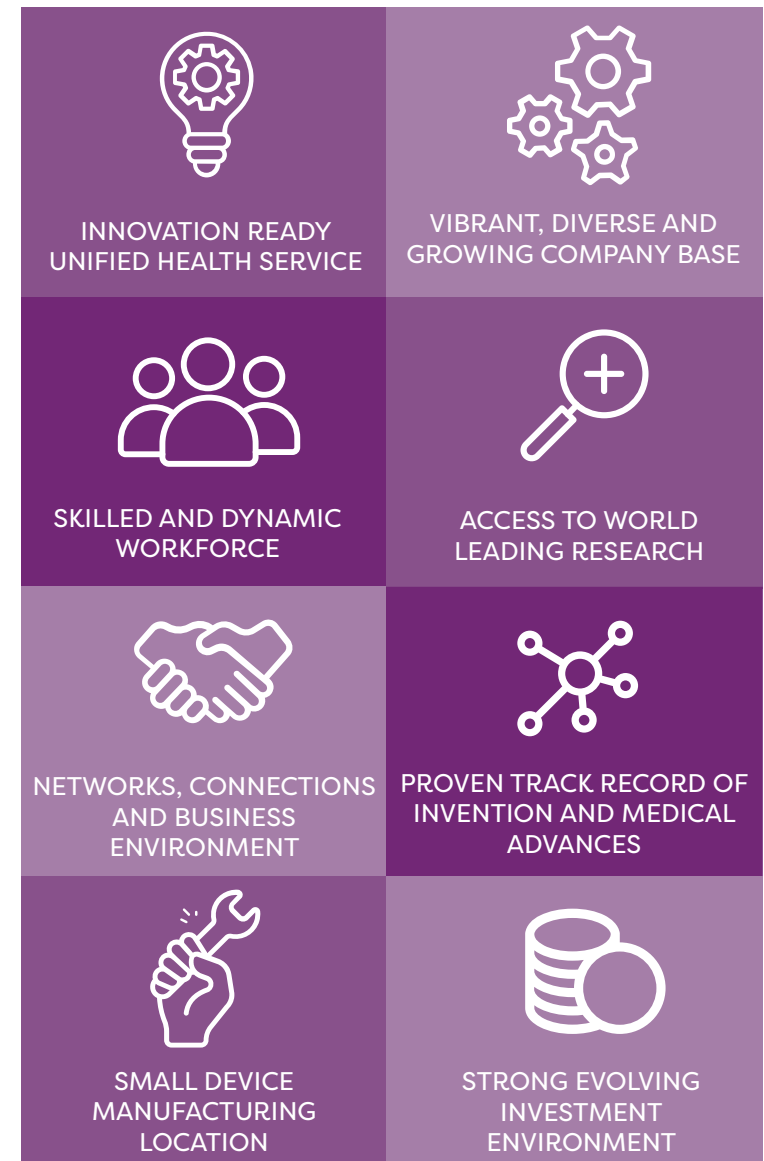 INNOVATION READY
UNIFIED HEALTH SERVICE
VIBRANT, DIVERSE AND
GROWING COMPANY BASE
SKILLED AND DYNAMIC
WORKFORCE
ACCESS TO WORLD
LEADING RESEARCH
NETWORKS, CONNECTIONS
AND BUSINESS
ENVIRONMENT
PROVEN TRACK RECORD OF
INVENTION AND MEDICAL
ADVANCES
SMALL DEVICE
MANUFACTURING
LOCATION
STRONG EVOLVING
INVESTMENT
ENVIRONMENT